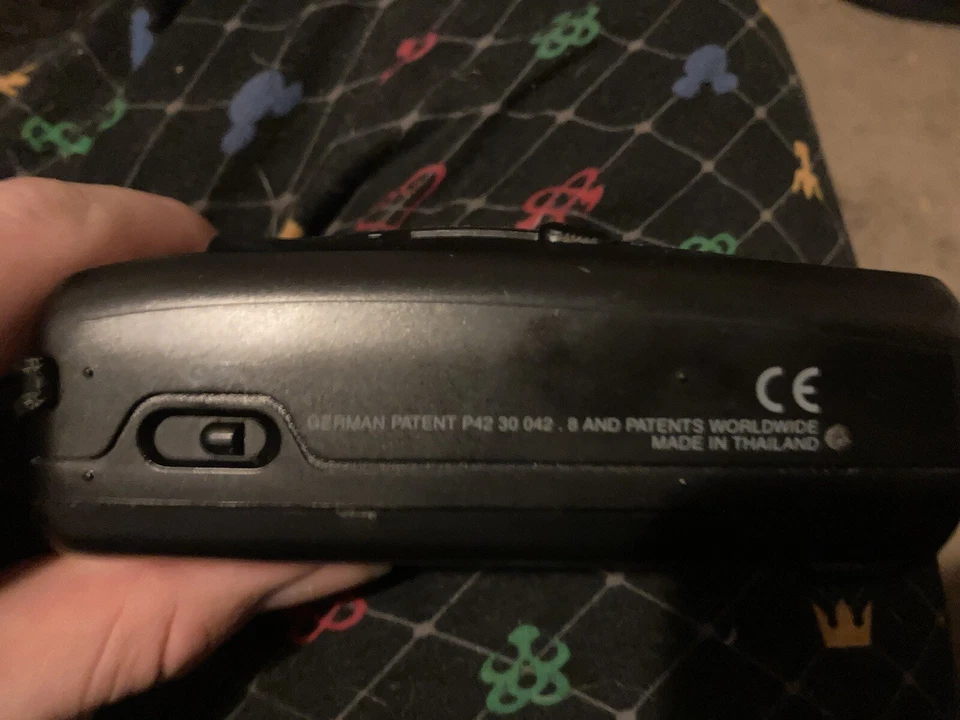 CE
GERMAN PATENT P42 30 042 . 8 AND PATENTS WORLDWIDE
MADE IN THAILAND